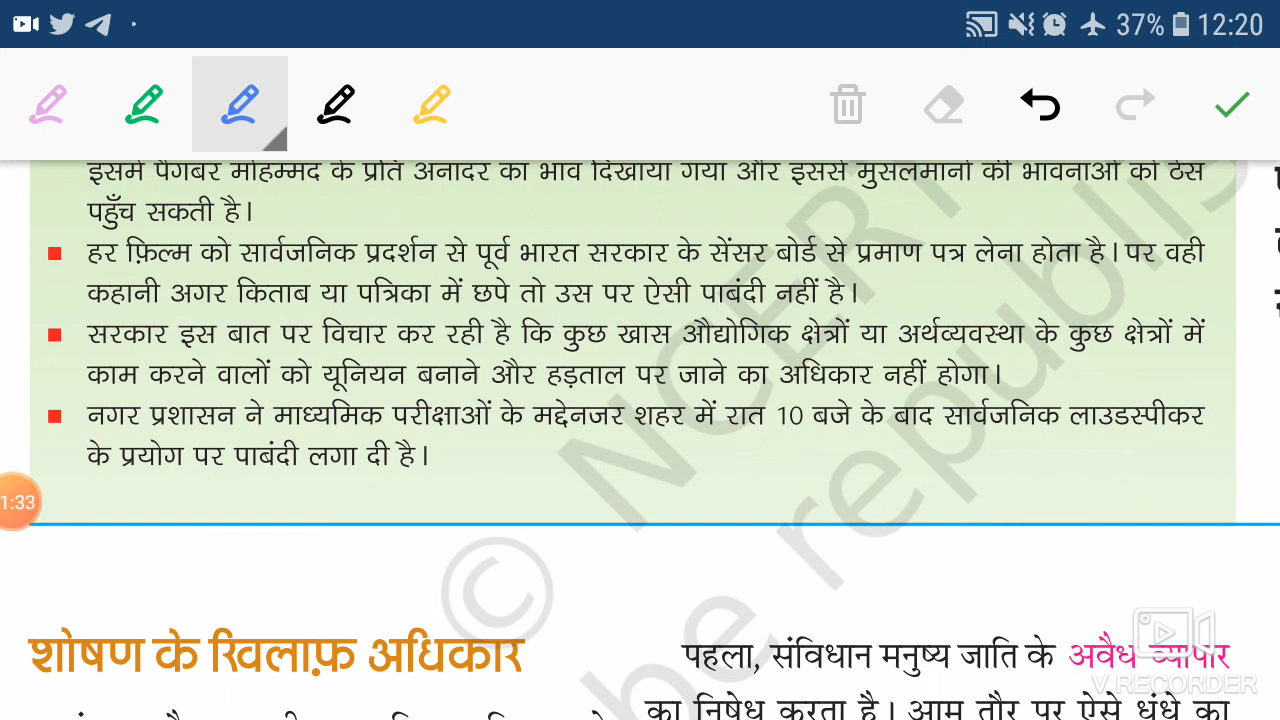 37% 12:20
इसमें पैगंबर मोहम्मद के प्रति अनादर का भाव दिखाया गया और इससे मुसलमानों की भावनाओं को ठेस
पहुँच सकती है।
हर फ़िल्म को सार्वजनिक प्रदर्शन से पूर्व भारत सरकार के सेंसर बोर्ड से प्रमाण पत्र लेना होता है। पर वही
कहानी अगर किताब या पत्रिका में छपे तो उस पर ऐसी पाबंदी नहीं है।
सरकार इस बात पर विचार कर रही है कि कुछ खास औद्योगिक क्षेत्रों या अर्थव्यवस्था के कुछ क्षेत्रों में
काम करने वालों को यूनियन बनाने और हड़ताल पर जाने का अधिकार नहीं होगा।
नगर प्रशासन ने माध्यमिक परीक्षाओं के मद्देनजर शहर में रात 10 बजे के बाद सार्वजनिक लाउडस्पीकर
के प्रयोग पर पाबंदी लगा दी है।
1:33
© NCERT
be republis
शोषण के खिलाफ़ अधिकार
पहला, संविधान मनुष्य जाति के अवैध व्यापार
का निषेध करता है। आम तौर पर ऐसे धंधे का
V RECORDER